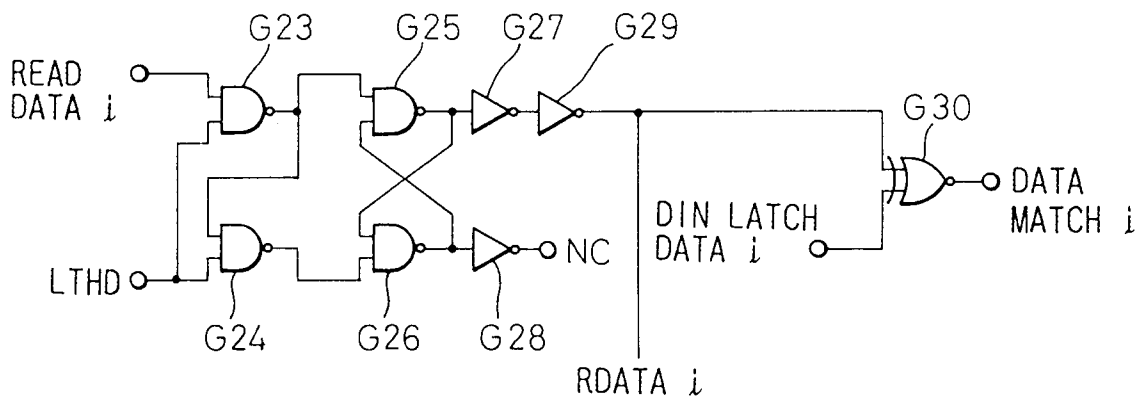 G23
G25
G27
G29
READ
DATA i
G30
DATA
MATCH i
DIN LATCH
DATA i
NC
LTHD
G24
G26
G28
RDATA i